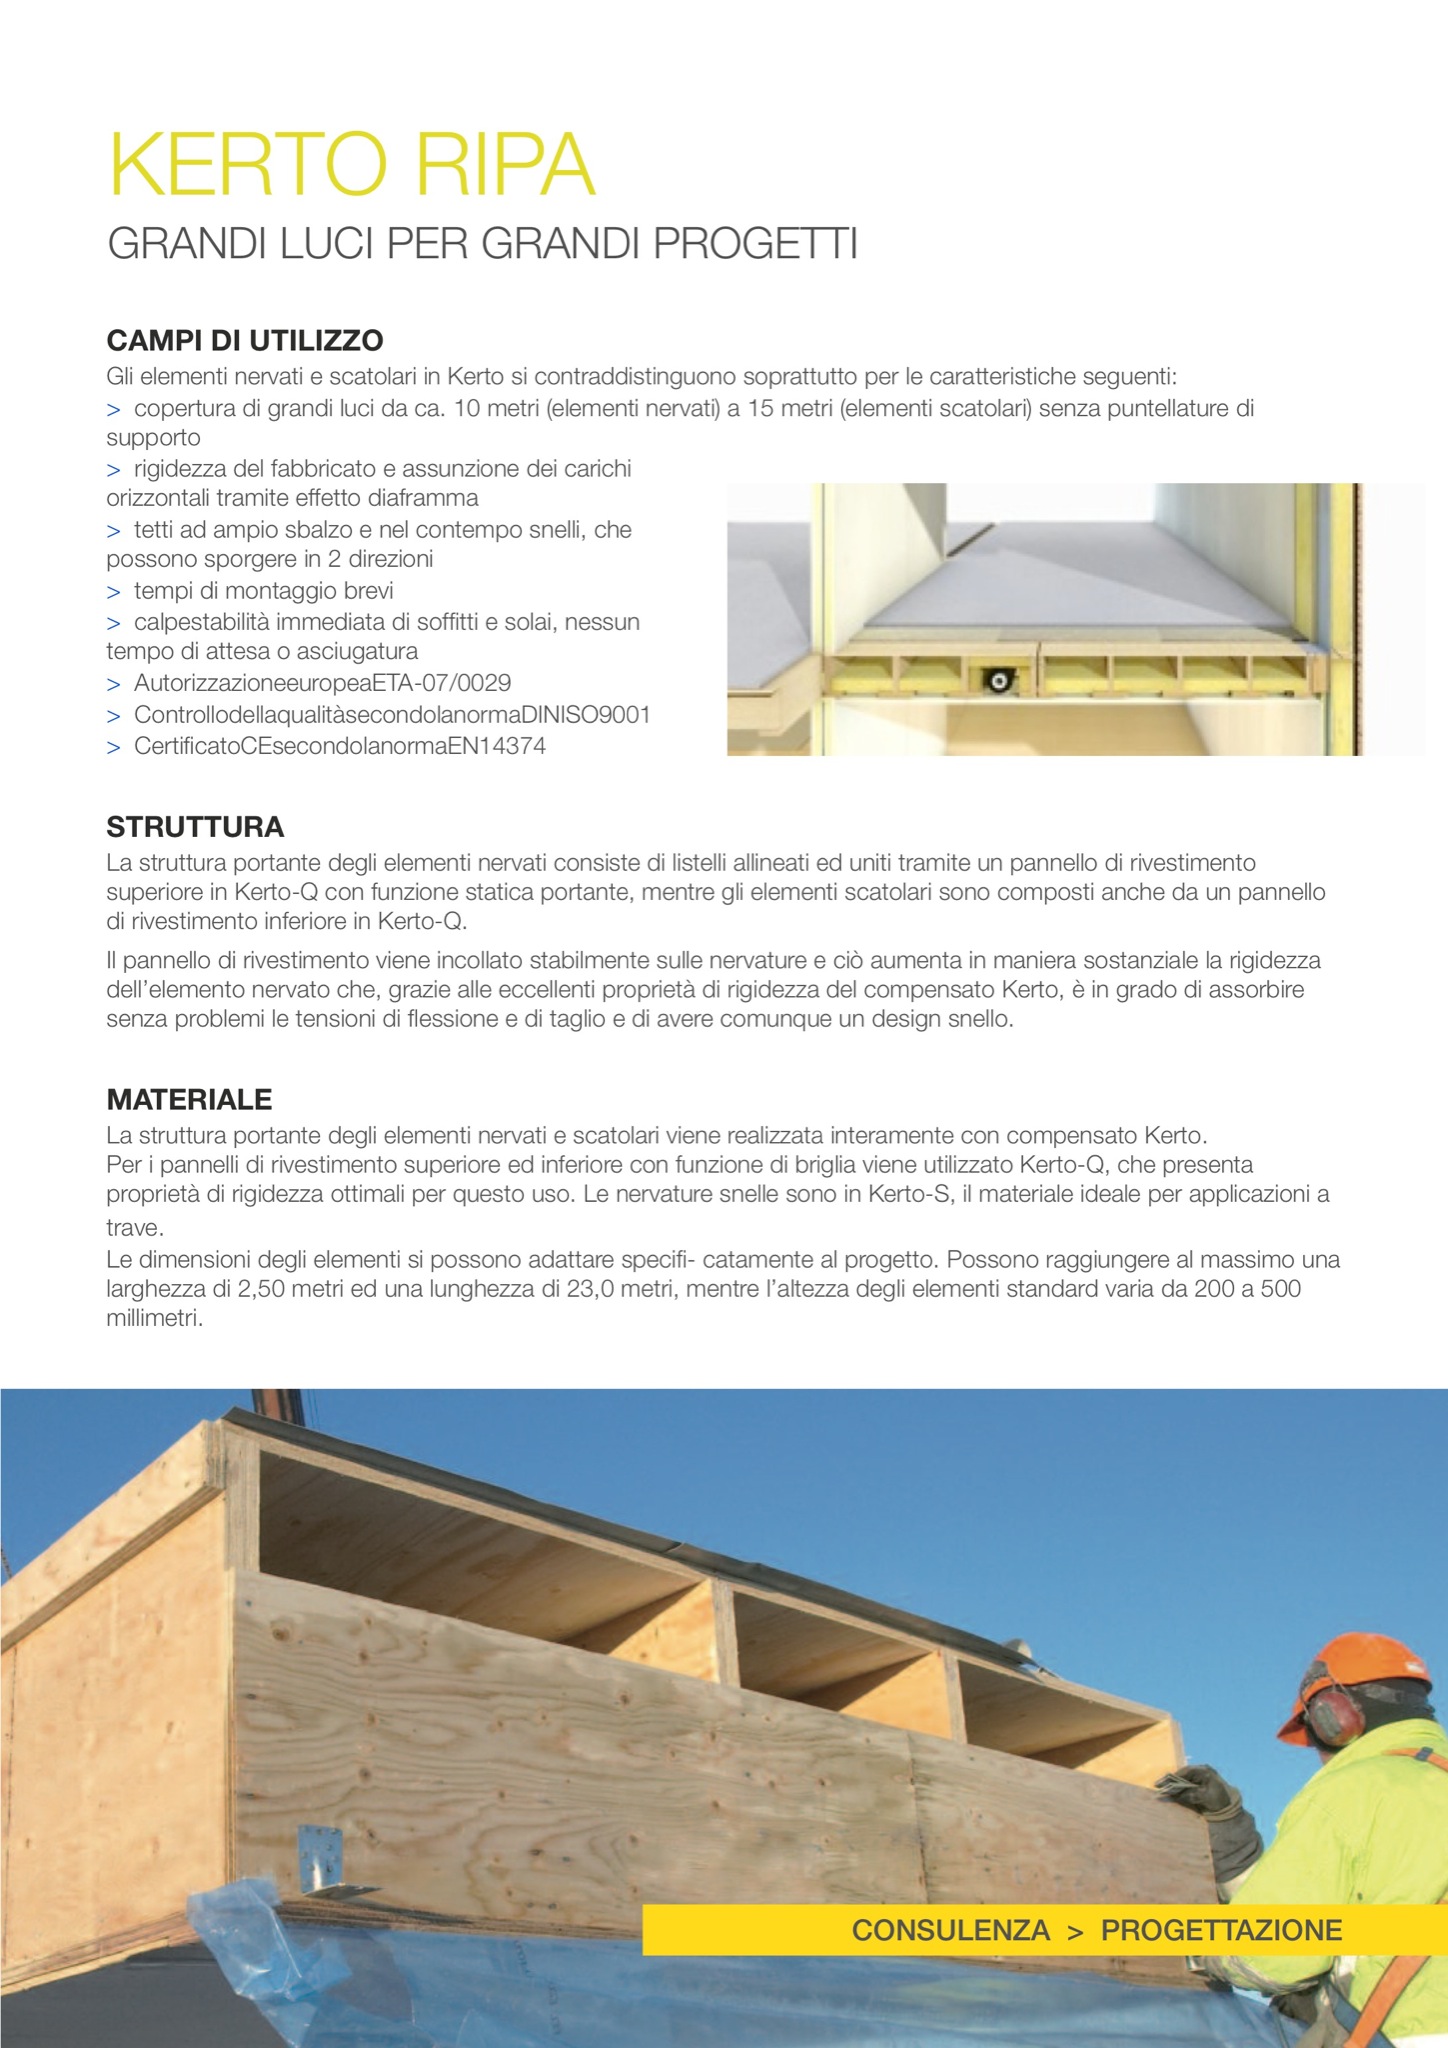 KERTO RIPA
GRANDI LUCI PER GRANDI PROGETTI
CAMPI DI UTILIZZO
Gli elementi nervati e scatolari in Kerto si contraddistinguono soprattutto per le caratteristiche seguenti:
> copertura di grandi luci da ca. 10 metri (elementi nervati) a 15 metri (elementi scatolari) senza puntellature di
supporto
> rigidezza del fabbricato e assunzione dei carichi
orizzontali tramite effetto diaframma
> tetti ad ampio sbalzo e nel contempo snelli, che
possono sporgere in 2 direzioni
> tempi di montaggio brevi
> calpestabilità immediata di soffitti e solai, nessun
tempo di attesa o asciugatura
> AutorizzazioneeuropeaETA-07/0029
> ControllodellaqualitàsecondolanormaDINISO9001
> CertificatoCEsecondolanormaEN14374
STRUTTURA
La struttura portante degli elementi nervati consiste di listelli allineati ed uniti tramite un pannello di rivestimento
superiore in Kerto-Q con funzione statica portante, mentre gli elementi scatolari sono composti anche da un pannello
di rivestimento inferiore in Kerto-Q.
Il pannello di rivestimento viene incollato stabilmente sulle nervature e ciò aumenta in maniera sostanziale la rigidezza
dell'elemento nervato che, grazie alle eccellenti proprietà di rigidezza del compensato Kerto, è in grado di assorbire
senza problemi le tensioni di flessione e di taglio e di avere comunque un design snello.
MATERIALE
La struttura portante degli elementi nervati e scatolari viene realizzata interamente con compensato Kerto.
Per i pannelli di rivestimento superiore ed inferiore con funzione di briglia viene utilizzato Kerto-Q, che presenta
proprietà di rigidezza ottimali per questo uso. Le nervature snelle sono in Kerto-S, il materiale ideale per applicazioni a
trave.
Le dimensioni degli elementi si possono adattare specifi- catamente al progetto. Possono raggiungere al massimo una
larghezza di 2,50 metri ed una lunghezza di 23,0 metri, mentre l'altezza degli elementi standard varia da 200 a 500
millimetri.
CONSULENZA > PROGETTAZIONE